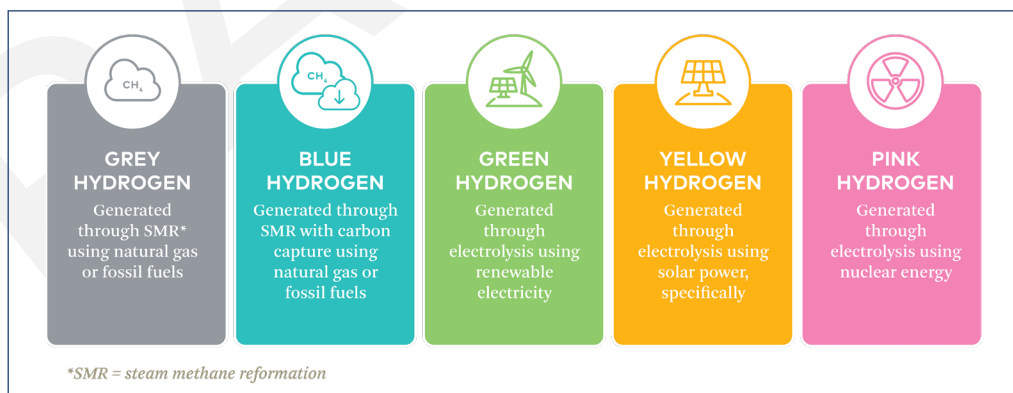 CH₄
GREY
HYDROGEN
Generated
through SMR*
using natural gas
or fossil fuels
CH₄
BLUE
HYDROGEN
Generated through
SMR with carbon
capture using
natural gas or
fossil fuels
GREEN
HYDROGEN
Generated
through
electrolysis using
renewable
electricity
YELLOW
HYDROGEN
Generated
through
electrolysis using
solar power,
specifically
PINK
HYDROGEN
Generated
through
electrolysis using
nuclear energy
*SMR = steam methane reformation